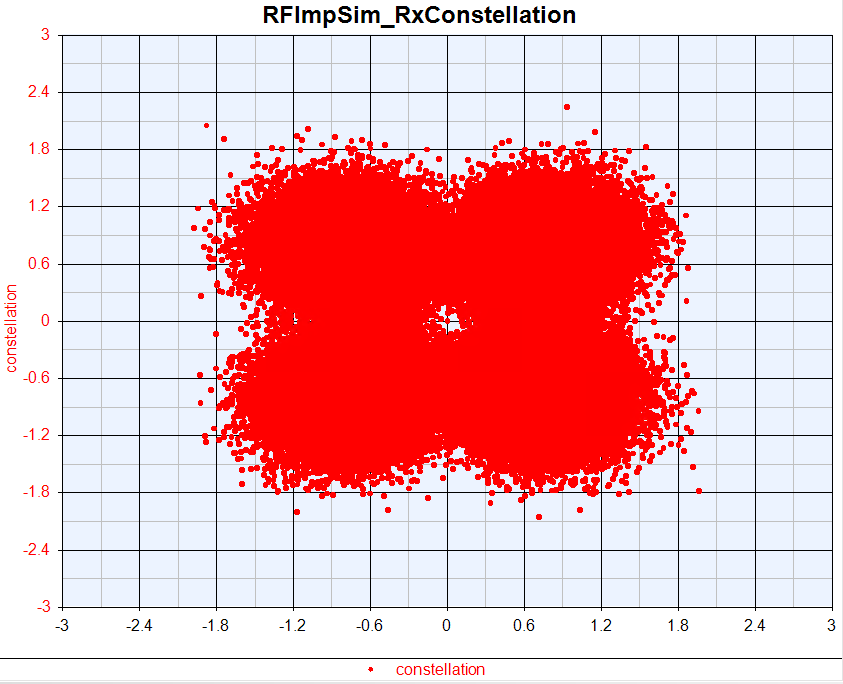 RFImpSim_RxConstellation
3
2.4
1.8
1.2
0.6
0
-0.6
-1.2
-1.8
-2.4
-3
constellation
-3 -2.4 -1.8 -1.2 -0.6 0 0.6 1.2 1.8 2.4 3
constellation